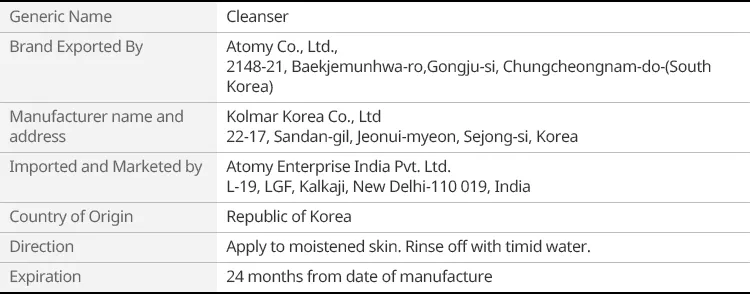 Generic Name Cleanser
Brand Exported By Atomy Co., Ltd.,
2148-21, Baekjemunhwa-ro,Gongju-si, Chungcheongnam-do-(South
Korea)
Manufacturer name and Kolmar Korea Co., Ltd
address 22-17, Sandan-gil, Jeonui-myeon, Sejong-si, Korea
Imported and Marketed by Atomy Enterprise India Pvt. Ltd.
L-19, LGF, Kalkaji, New Delhi-110 019, India
Country of Origin Republic of Korea
Direction Apply to moistened skin. Rinse off with timid water.
Expiration 24 months from date of manufacture